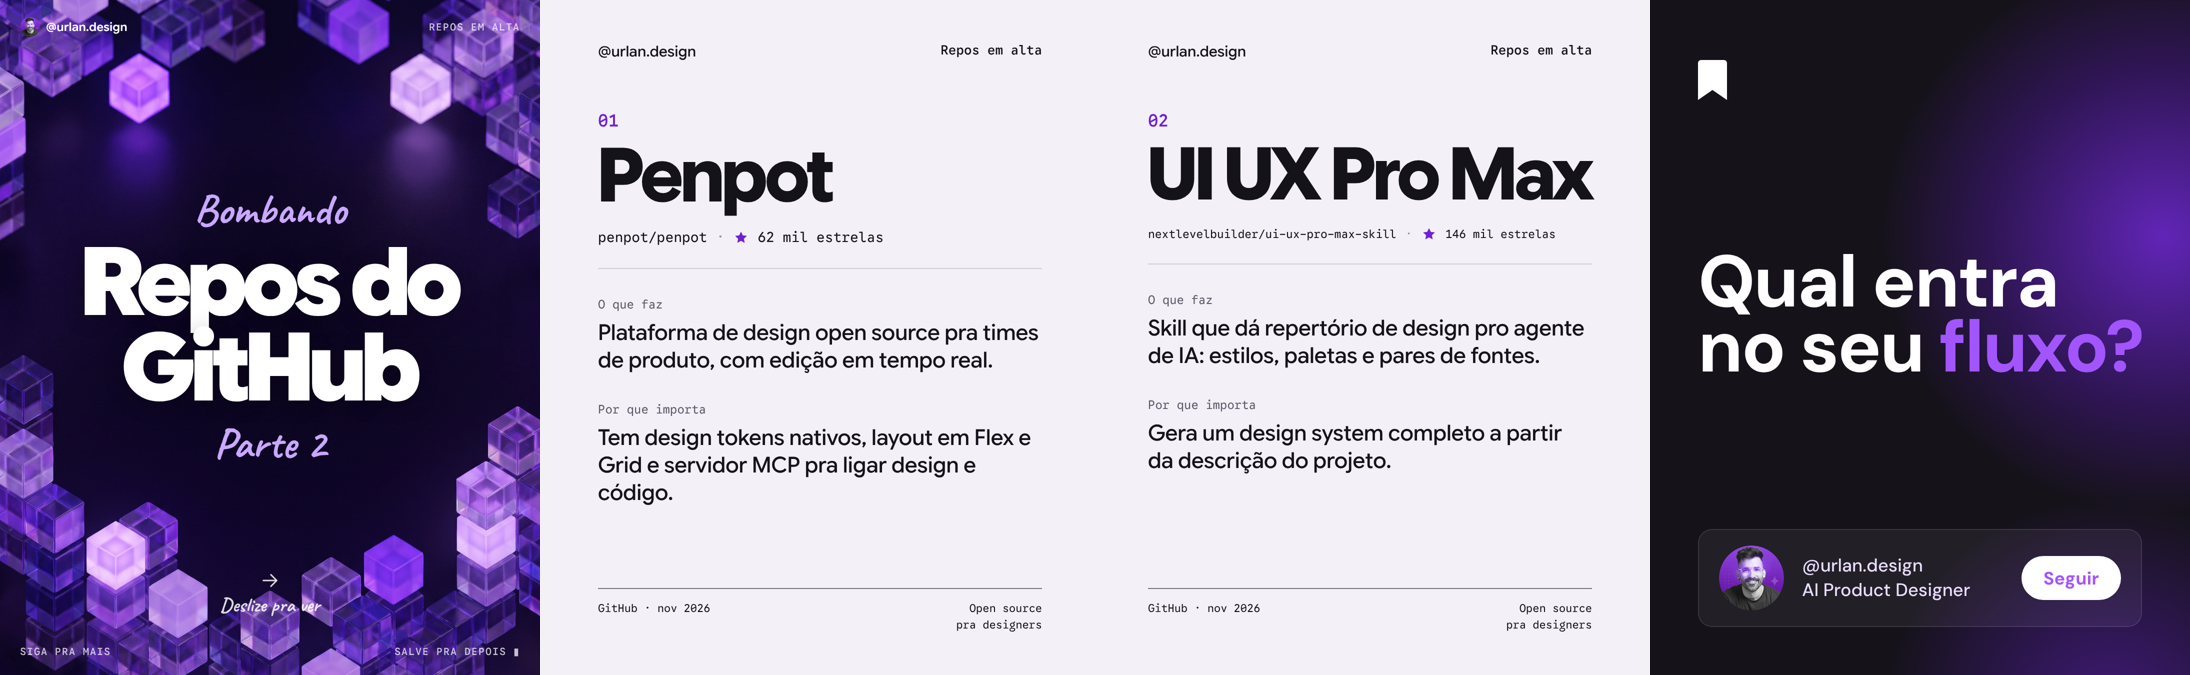 @urlan.design
REPOS EM ALTA
Bombando
Repos do
GitHub
Parte 2
→
Deslize pra ver
SIGA PRA MAIS
SALVE PRA DEPOIS
@urlan.design
Repos em alta
01
Penpot
penpot/penpot · ★ 62 mil estrelas
O que faz
Plataforma de design open source pra times
de produto, com edição em tempo real.
Por que importa
Tem design tokens nativos, layout em Flex e
Grid e servidor MCP pra ligar design e
código.
GitHub · nov 2026
Open source
pra designers
@urlan.design
Repos em alta
02
UI UX Pro Max
nextlevelbuilder/ui-ux-pro-max-skill · ★ 146 mil estrelas
O que faz
Skill que dá repertório de design pro agente
de IA: estilos, paletas e pares de fontes.
Por que importa
Gera um design system completo a partir
da descrição do projeto.
GitHub · nov 2026
Open source
pra designers
Qual entra
no seu fluxo?
@urlan.design
AI Product Designer
Seguir